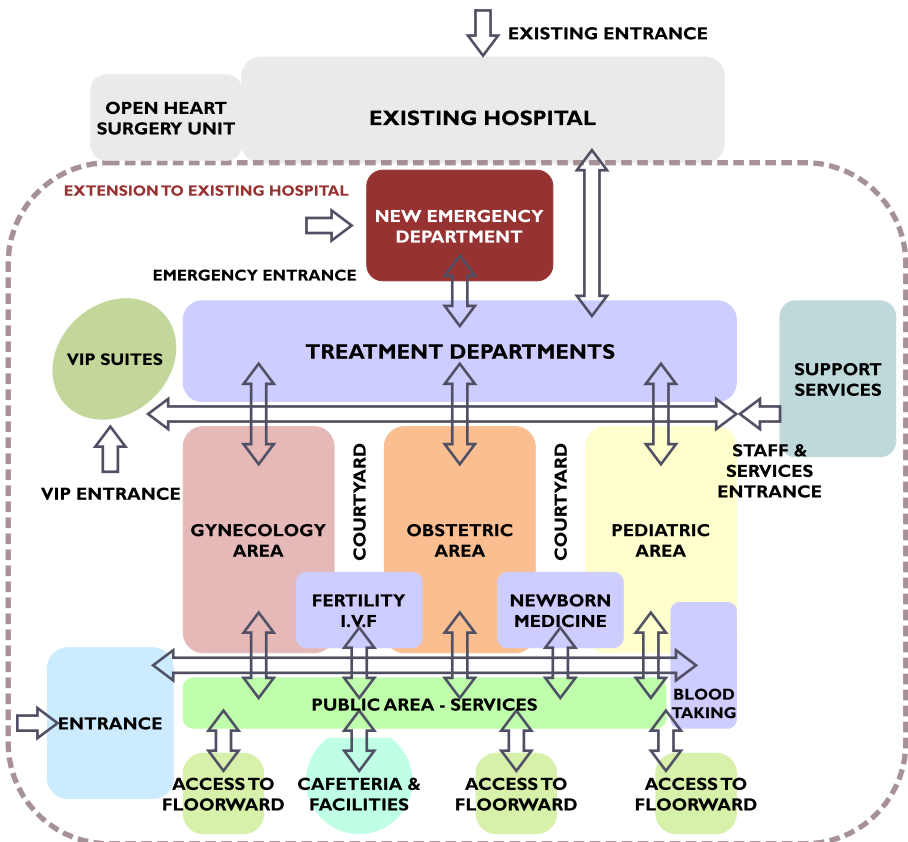 EXISTING ENTRANCE
OPEN HEART
SURGERY UNIT
EXISTING HOSPITAL
EXTENSION TO EXISTING HOSPITAL
NEW EMERGENCY
DEPARTMENT
EMERGENCY ENTRANCE
TREATMENT DEPARTMENTS
VIP SUITES
SUPPORT
SERVICES
VIP ENTRANCE
COURTYARD
COURTYARD
STAFF &
SERVICES
ENTRANCE
GYNECOLOGY
AREA
OBSTETRIC
AREA
PEDIATRIC
AREA
FERTILITY
I.V.F
NEWBORN
MEDICINE
BLOOD
TAKING
PUBLIC AREA - SERVICES
ENTRANCE
ACCESS TO
FLOORWARD
CAFETERIA &
FACILITIES
ACCESS TO
FLOORWARD
ACCESS TO
FLOORWARD